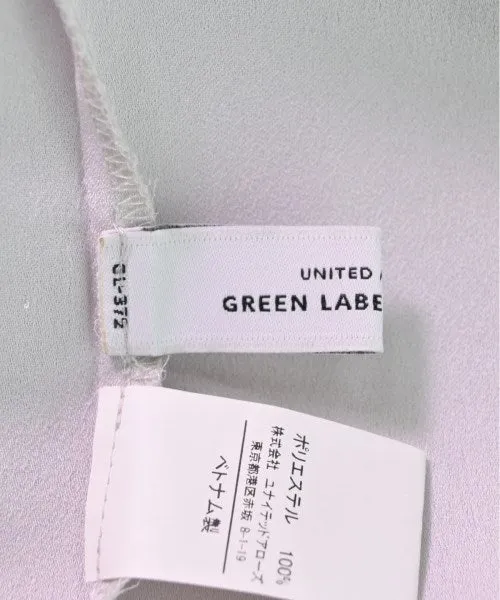 GL-372
UNITED A
GREEN LABE
ポリエステル 100%
株式会社 ユナイテッドアローズ
東京都港区赤坂 8-1-19
ベトナム製